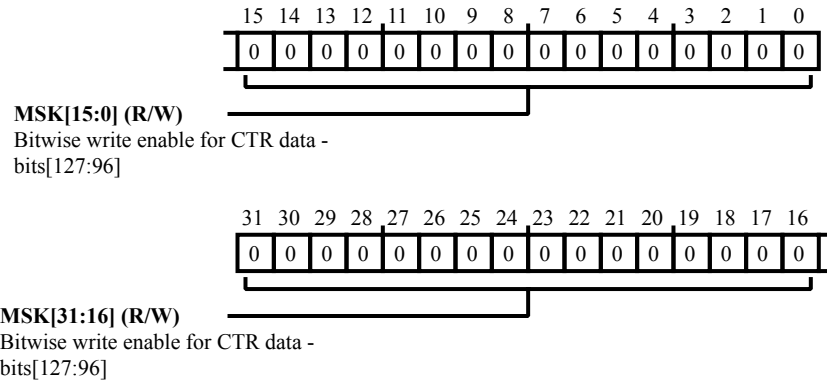 15 14 13 12 11 10 9 8 7 6 5 4 3 2 1 0
0 0 0 0 0 0 0 0 0 0 0 0 0 0 0 0
MSK[15:0] (R/W)
Bitwise write enable for CTR data -
bits[127:96]
31 30 29 28 27 26 25 24 23 22 21 20 19 18 17 16
0 0 0 0 0 0 0 0 0 0 0 0 0 0 0 0
MSK[31:16] (R/W)
Bitwise write enable for CTR data -
bits[127:96]